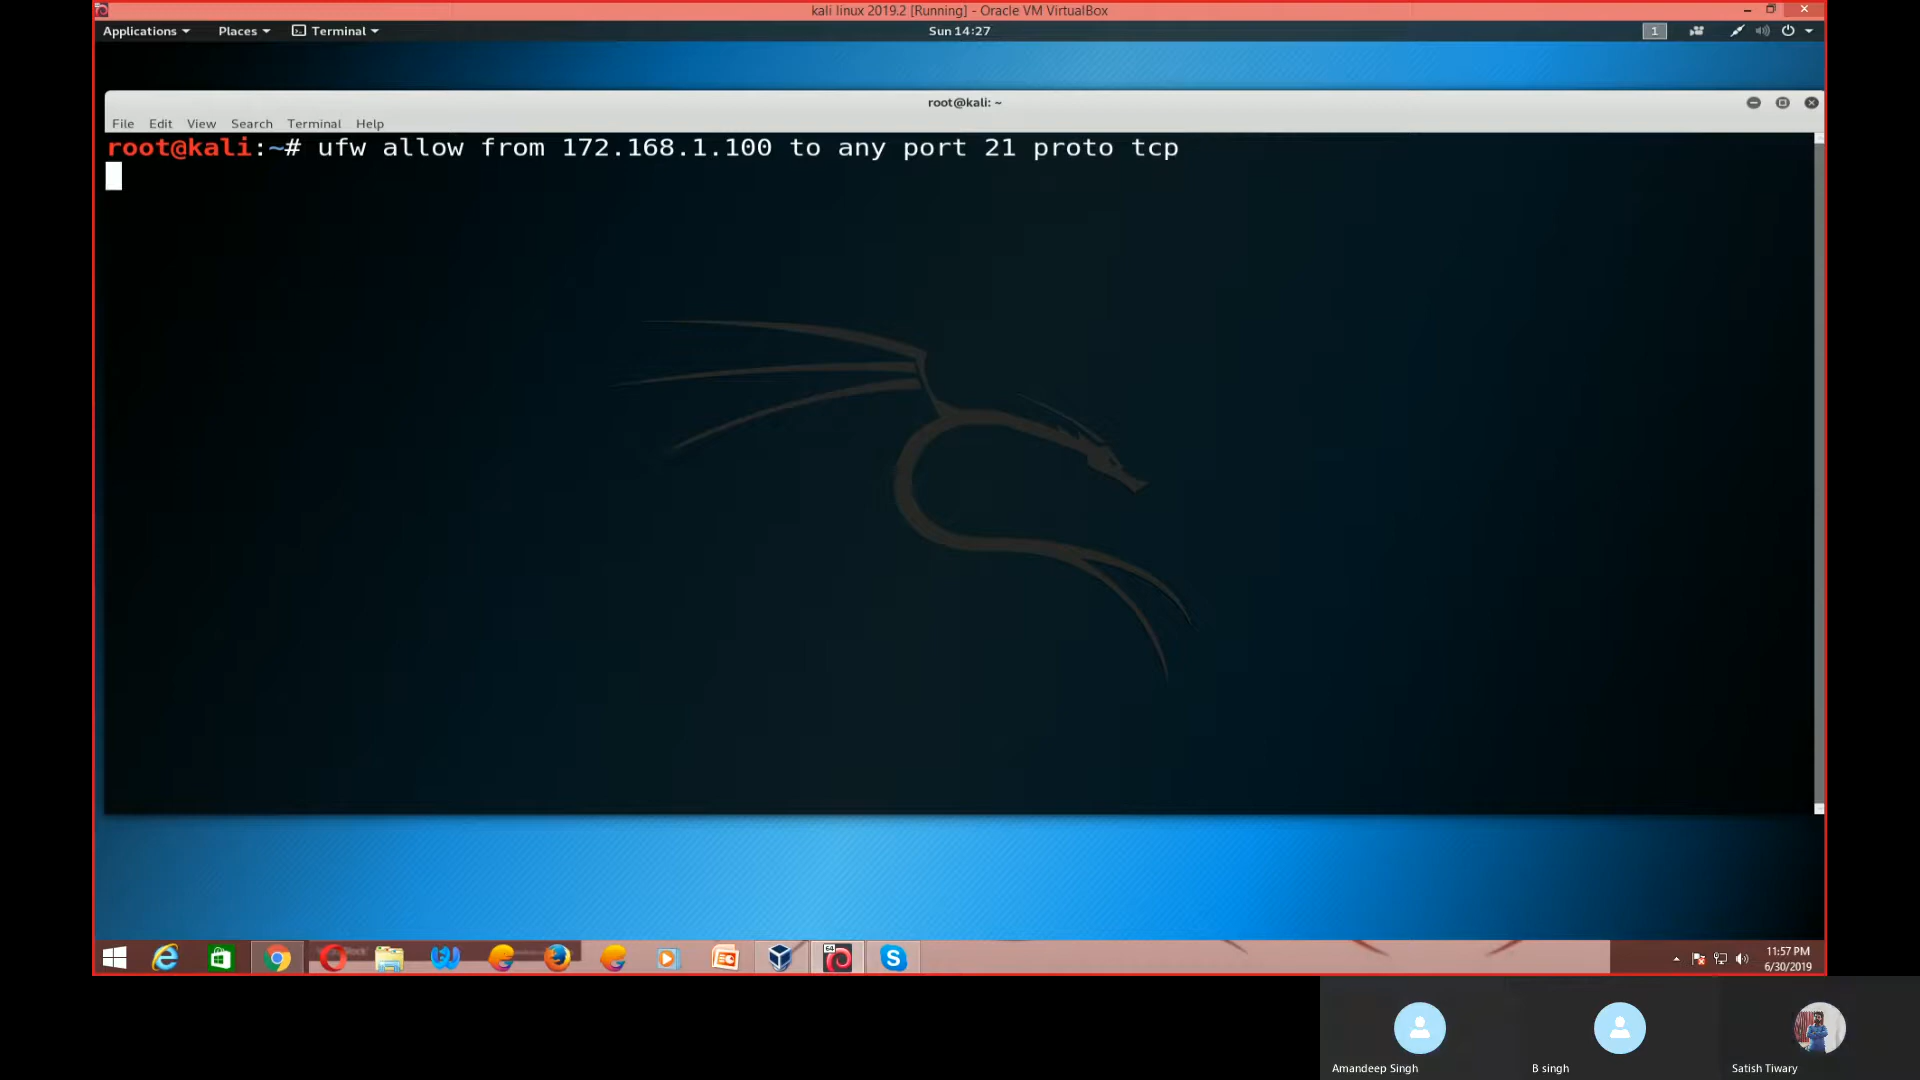 kali linux 2019.2 [Running] - Oracle VM VirtualBox
Applications Places Terminal Sun 14:27 1
root@kali: ~
File Edit View Search Terminal Help
root@kali:~# ufw allow from 172.168.1.100 to any port 21 proto tcp
64
11:57 PM
6/30/2019
Amandeep Singh B singh Satish Tiwary